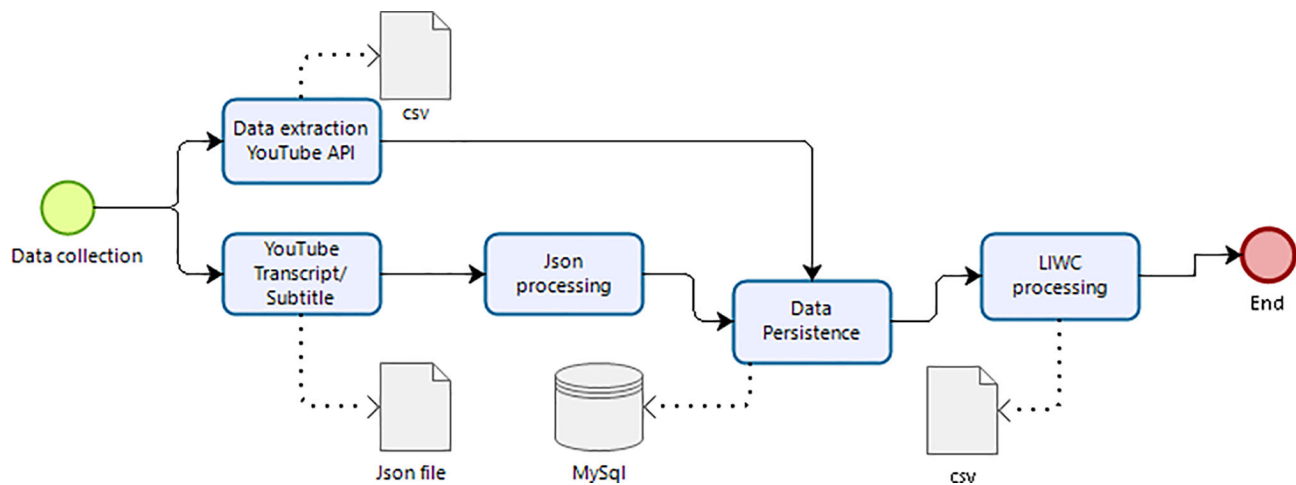 csv
Data extraction
YouTube API
Data collection
YouTube
Transcript/
Subtitle
Json
processing
Data
Persistence
LIWC
processing
End
Json file
MySql
csv